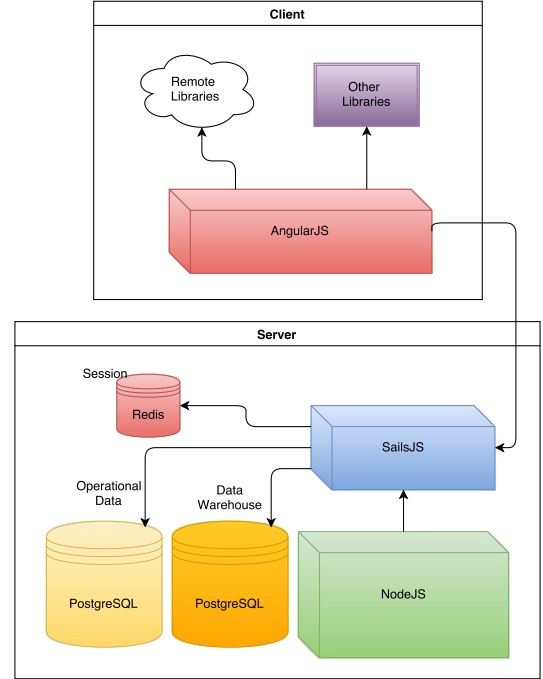 Client
Remote
Libraries
Other
Libraries
AngularJS
Server
Session
Redis
SailsJS
Operational
Data
Data
Warehouse
PostgreSQL
PostgreSQL
NodeJS